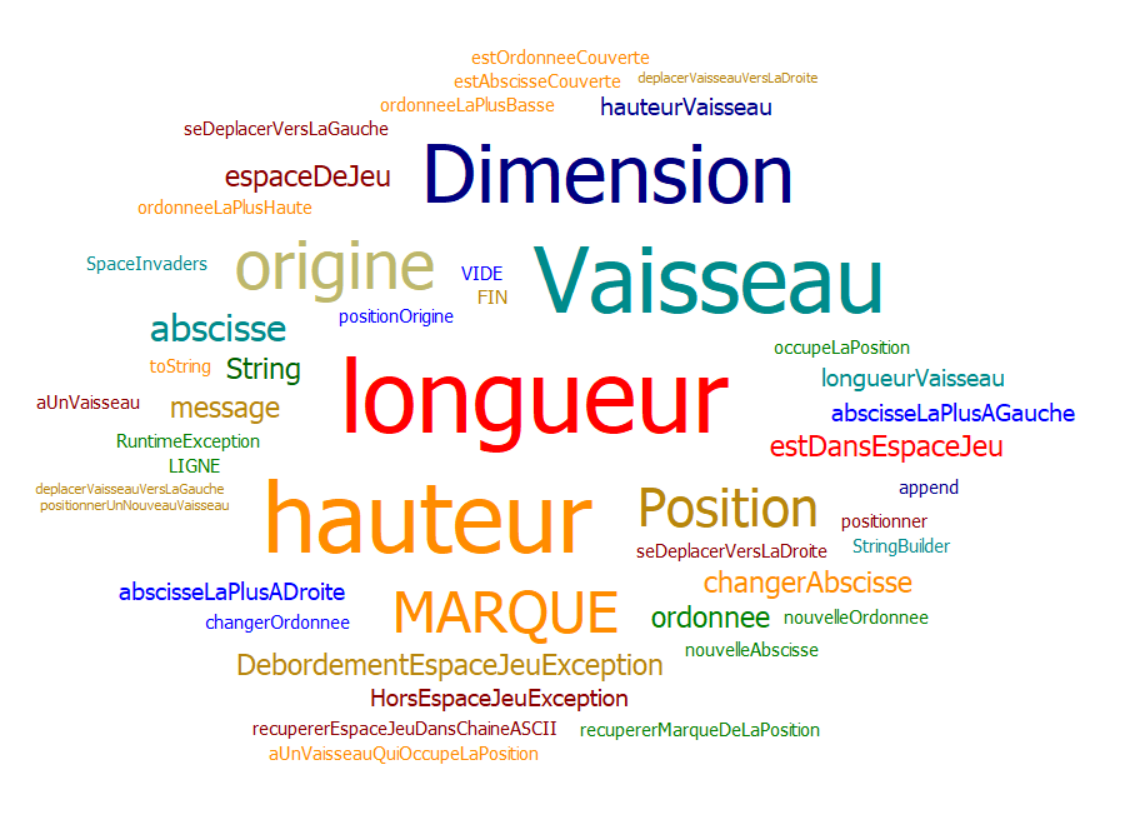 estOrdonneeCouverte
estAbscisseCouverte
deplacerVaisseauVersLaDroite
ordonneeLaPlusBasse
hauteurVaisseau
seDeplacerVersLaGauche
Dimension
espaceDeJeu
ordonneeLaPlusHaute
SpaceInvaders
origine
VIDE
Vaisseau
FIN
positionOrigine
abscisse
occupeLaPosition
toString
String
longueur
longueurVaisseau
aUnVaisseau
message
abscisseLaPlusAGauche
RuntimeException
estDansEspaceJeu
LIGNE
deplacerVaisseauVersLaGauche
append
positionnerUnNouveauVaisseau
hauteur
Position
positionner
seDeplacerVersLaDroite
StringBuilder
changerAbscisse
abscisseLaPlusADroite
MARQUE
changerOrdonnee
ordonnee
nouvelleOrdonnee
nouvelleAbscisse
DebordementEspaceJeuException
HorsEspaceJeuException
recupererEspaceJeuDansChaineASCII
recupererMarqueDeLaPosition
aUnVaisseauQuiOccupeLaPosition